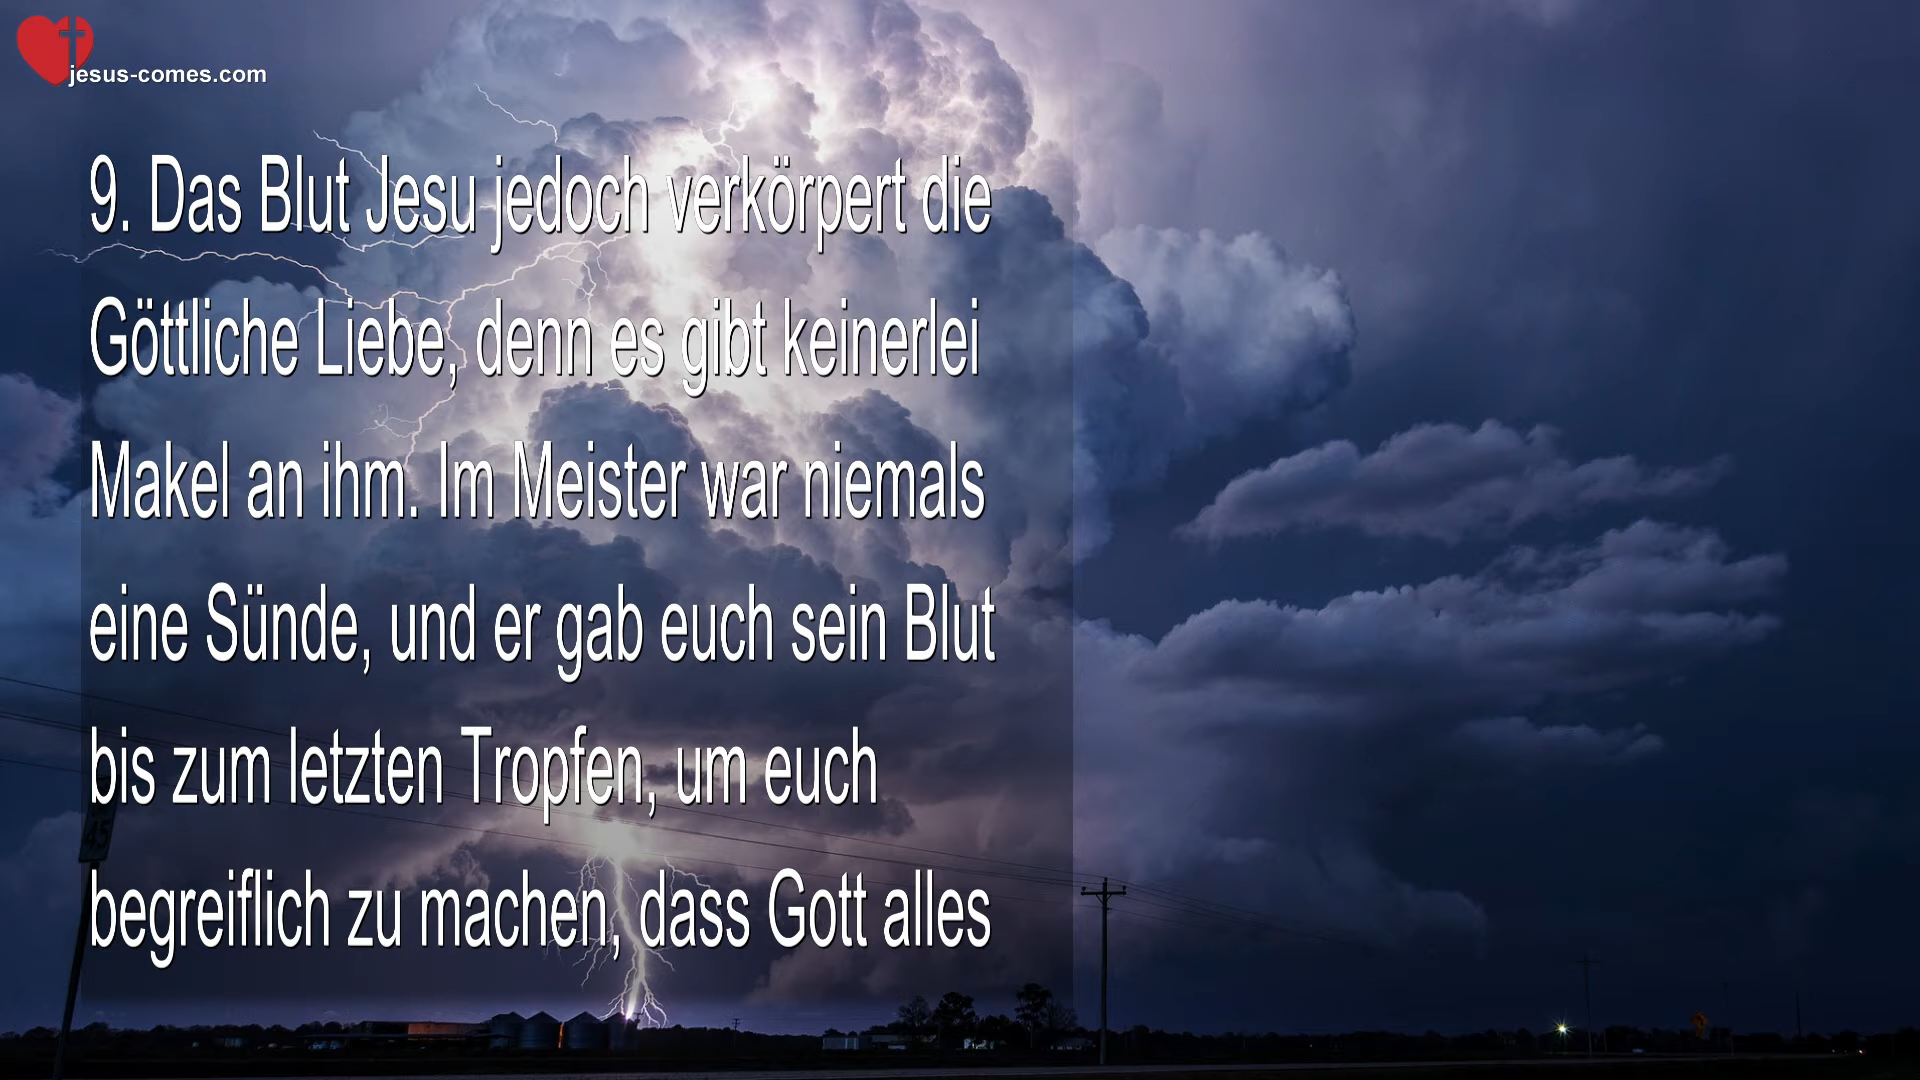 jesus-comes.com
9. Das Blut Jesu jedoch verkörpert die
Göttliche Liebe, denn es gibt keinerlei
Makel an ihm. Im Meister war niemals
eine Sünde, und er gab euch sein Blut
bis zum letzten Tropfen, um euch
begreiflich zu machen, dass Gott alles
45